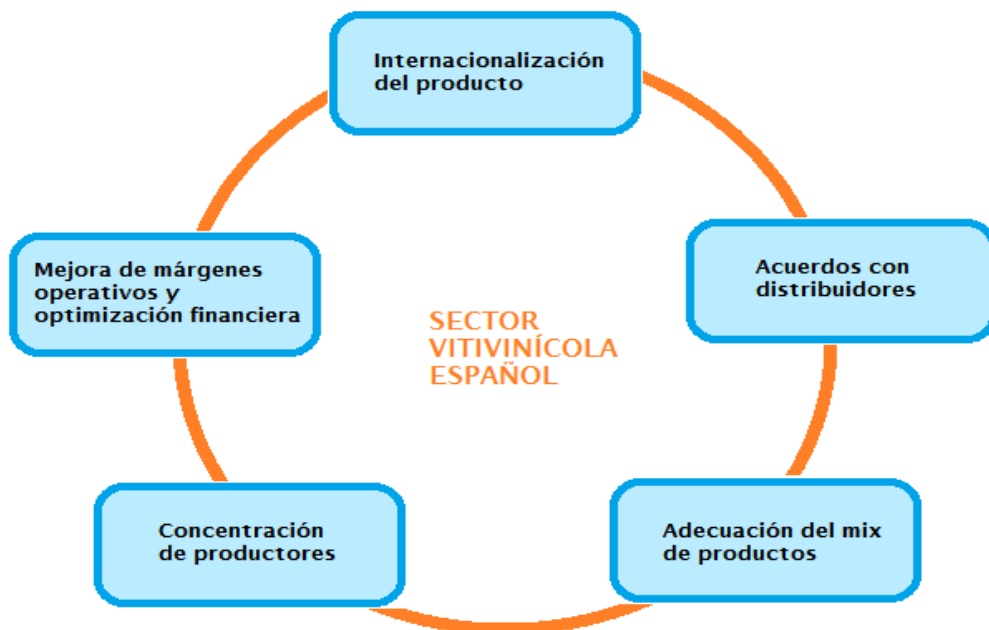 Internacionalización
del producto
Mejora de márgenes
operativos y
optimización financiera
Acuerdos con
distribuidores
SECTOR
VITIVINÍCOLA
ESPAÑOL
Concentración
de productores
Adecuación del mix
de productos